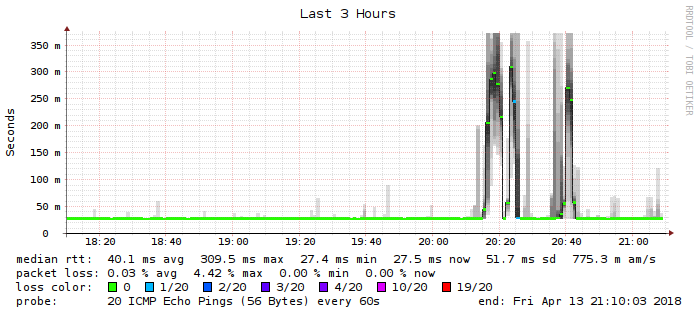 Last 3 Hours
RRDTOOL / TOBI OETIKER
Seconds
350 m
300 m
250 m
200 m
150 m
100 m
50 m
0
18:20 18:40 19:00 19:20 19:40 20:00 20:20 20:40 21:00
median rtt: 40.1 ms avg 309.5 ms max 27.4 ms min 27.5 ms now 51.7 ms sd 775.3 m am/s
packet loss: 0.03 % avg 4.42 % max 0.00 % min 0.00 % now
loss color: 0 1/20 2/20 3/20 4/20 10/20 19/20
probe: 20 ICMP Echo Pings (56 Bytes) every 60s end: Fri Apr 13 21:10:03 2018